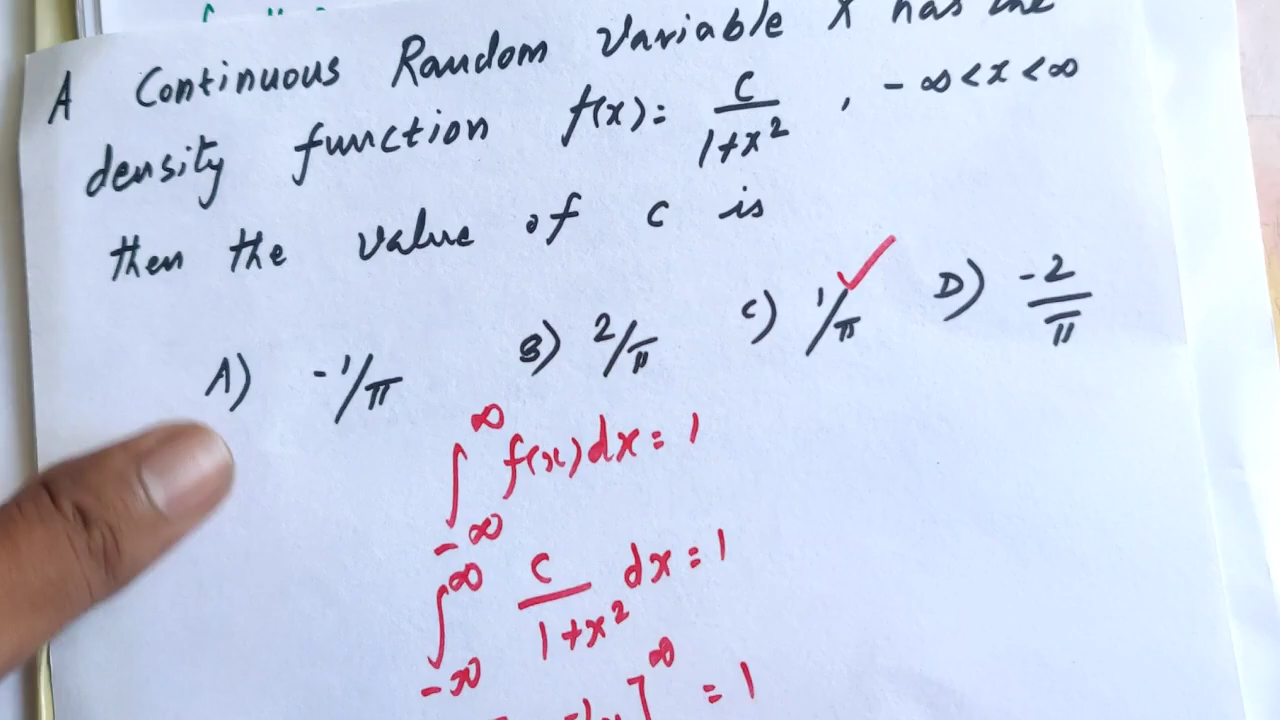 A Continuous Random Variable X has the
density function f(x) = c/(1+x²) , -∞ < x < ∞
then the value of c is
A) -1/π B) 2/π C) 1/π ✓ D) -2/π
∫_{-∞}^{∞} f(x) dx = 1
∫_{-∞}^{∞} c/(1+x²) dx = 1
]^{∞} = 1